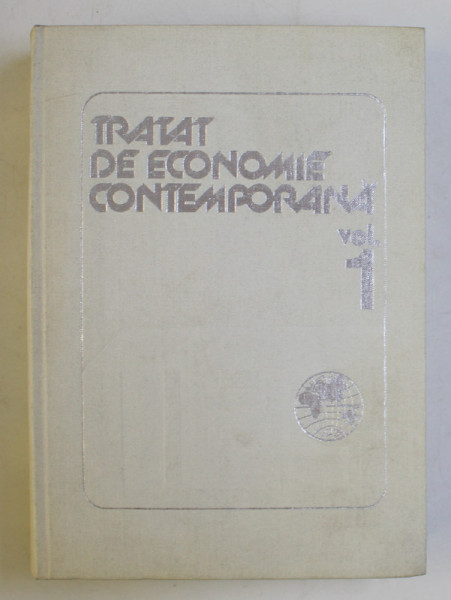 TRATAT
DE ECONOMIE
CONTEMPORANĂ
vol.
1